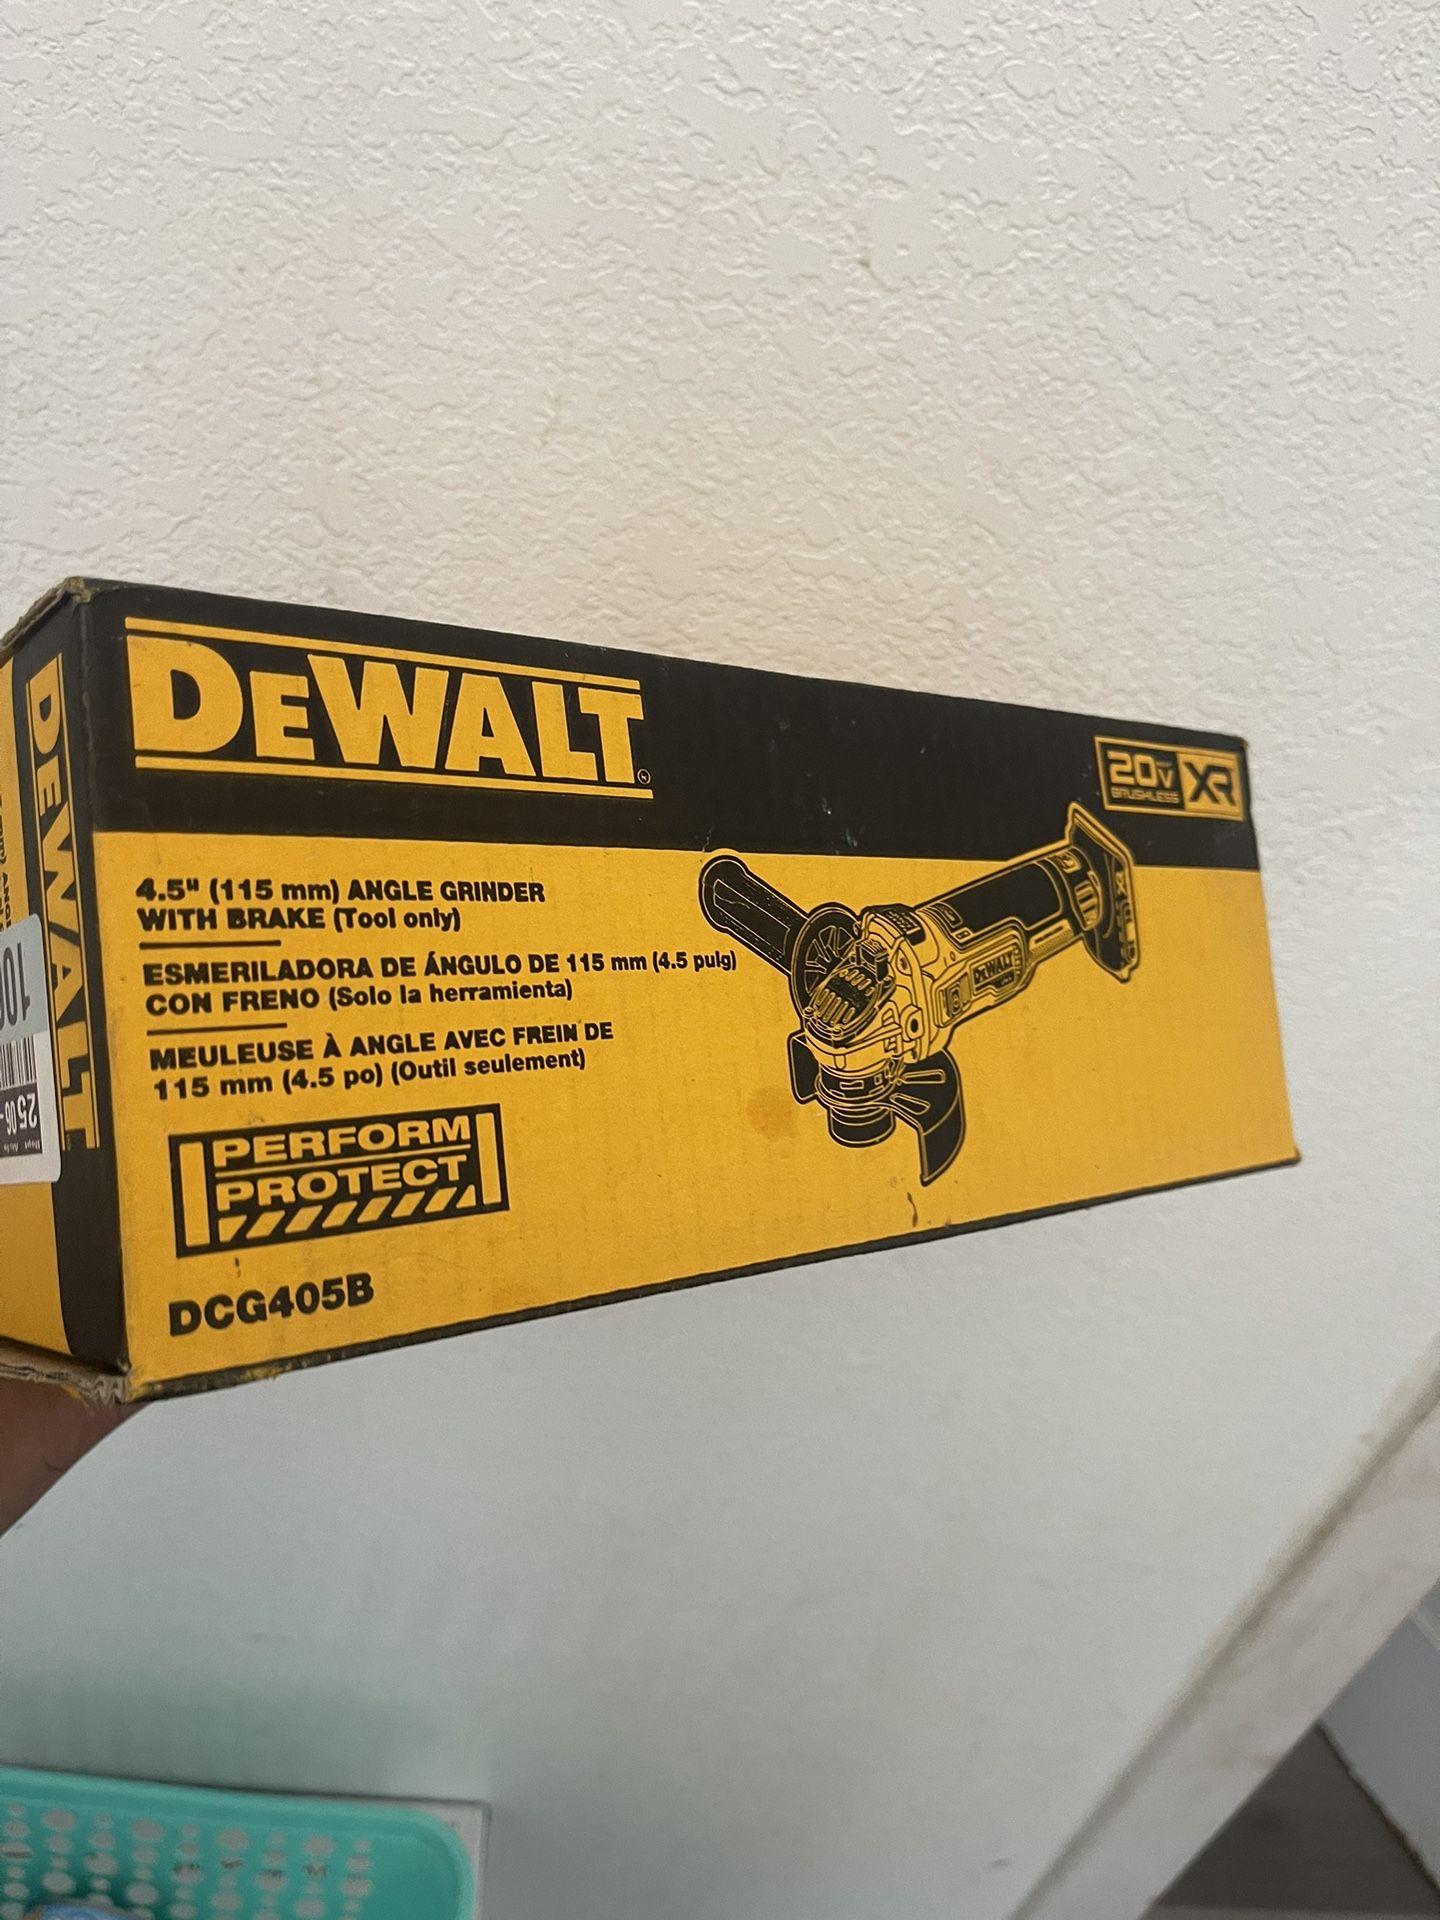 DEWALT
20V
BRUSHLESS
XR
4.5" (115 mm) ANGLE GRINDER
WITH BRAKE (Tool only)
ESMERILADORA DE ÁNGULO DE 115 mm (4.5 pulg)
CON FRENO (Solo la herramienta)
MEULEUSE À ANGLE AVEC FREIN DE
115 mm (4.5 po) (Outil seulement)
PERFORM
PROTECT
DCG405B
DEWALT
XR
DEWALT